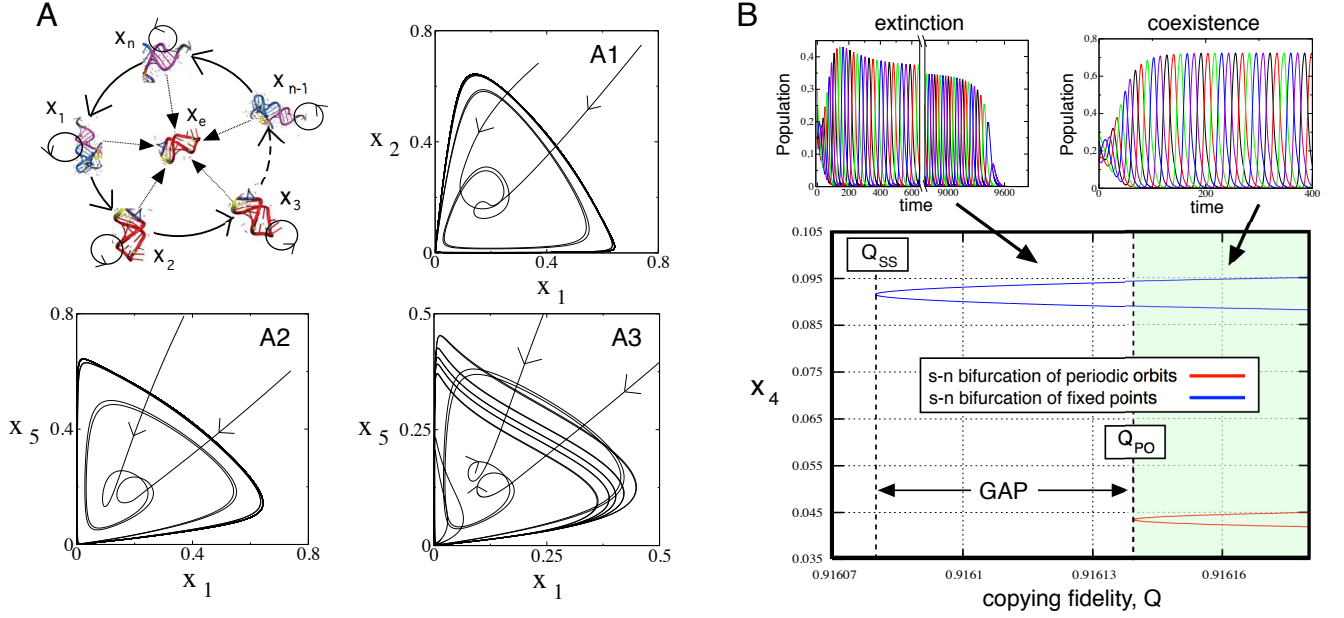 A
x n
x 1
x e
x n-1
x 2
x 3
A1
0.8
0.4
0
x 2
0
0.4
0.8
x 1
A2
0.8
0.4
0
x 5
0
0.4
0.8
x 1
A3
0.5
0.25
0
x 5
0
0.25
0.5
x 1
B
extinction
coexistence
Population
0.4
0.3
0.2
0.1
0
0 200 400 600 9000 9600
time
Population
0.8
0.6
0.4
0.2
0
0 200 400
time
0.105
0.095
0.085
0.075
0.065
0.055
0.045
0.035
x 4
Q SS
s-n bifurcation of periodic orbits
s-n bifurcation of fixed points
Q PO
GAP
0.91607 0.9161 0.91613 0.91616
copying fidelity, Q